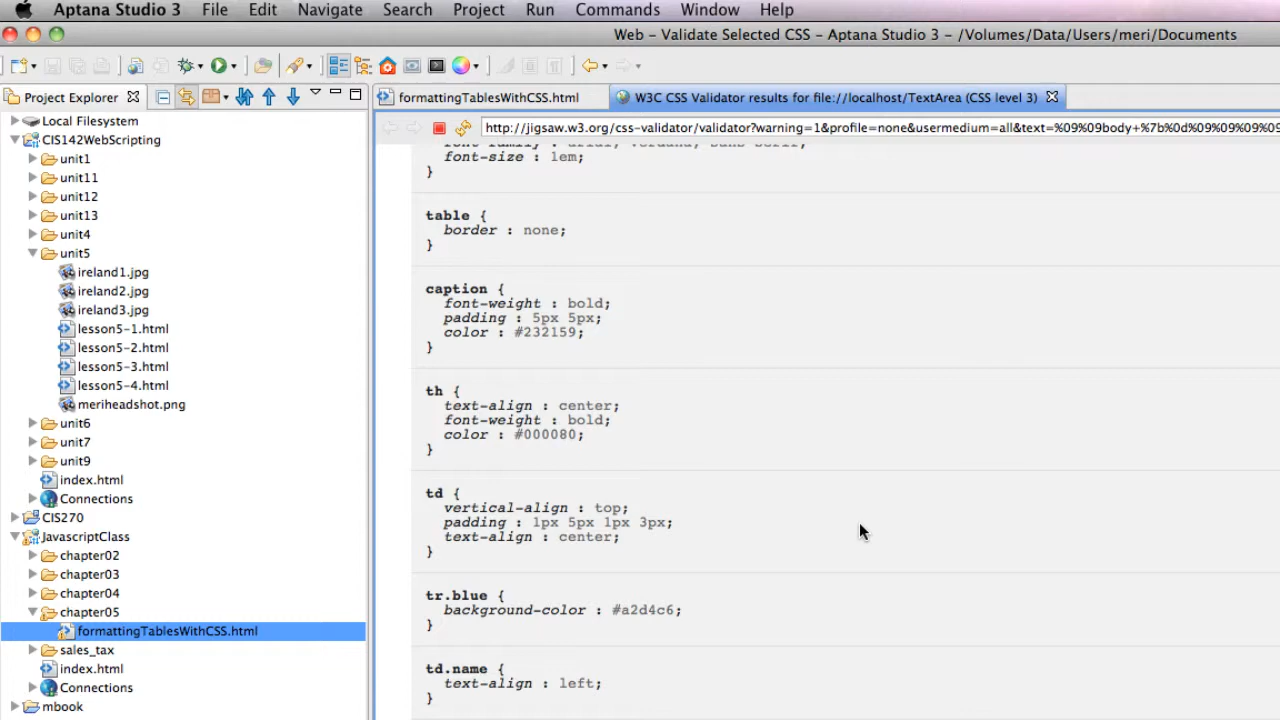 Aptana Studio 3 File Edit Navigate Search Project Run Commands Window Help
Web – Validate Selected CSS – Aptana Studio 3 – /Volumes/Data/Users/meri/Documents
Project Explorer
formattingTablesWithCSS.html
W3C CSS Validator results for file://localhost/TextArea (CSS level 3)
http://jigsaw.w3.org/css-validator/validator?warning=1&profile=none&usermedium=all&text=%09%09body+%7b%0d%09%09%09%09
Local Filesystem
CIS142WebScripting
unit1
unit11
unit12
unit13
unit4
unit5
ireland1.jpg
ireland2.jpg
ireland3.jpg
lesson5-1.html
lesson5-2.html
lesson5-3.html
lesson5-4.html
meriheadshot.png
unit6
unit7
unit9
index.html
Connections
CIS270
JavascriptClass
chapter02
chapter03
chapter04
chapter05
formattingTablesWithCSS.html
sales_tax
index.html
Connections
mbook
font-family : arial, verdana, sans-serif;
font-size : 1em;
}
table {
border : none;
}
caption {
font-weight : bold;
padding : 5px 5px;
color : #232159;
}
th {
text-align : center;
font-weight : bold;
color : #000080;
}
td {
vertical-align : top;
padding : 1px 5px 1px 3px;
text-align : center;
}
tr.blue {
background-color : #a2d4c6;
}
td.name {
text-align : left;
}